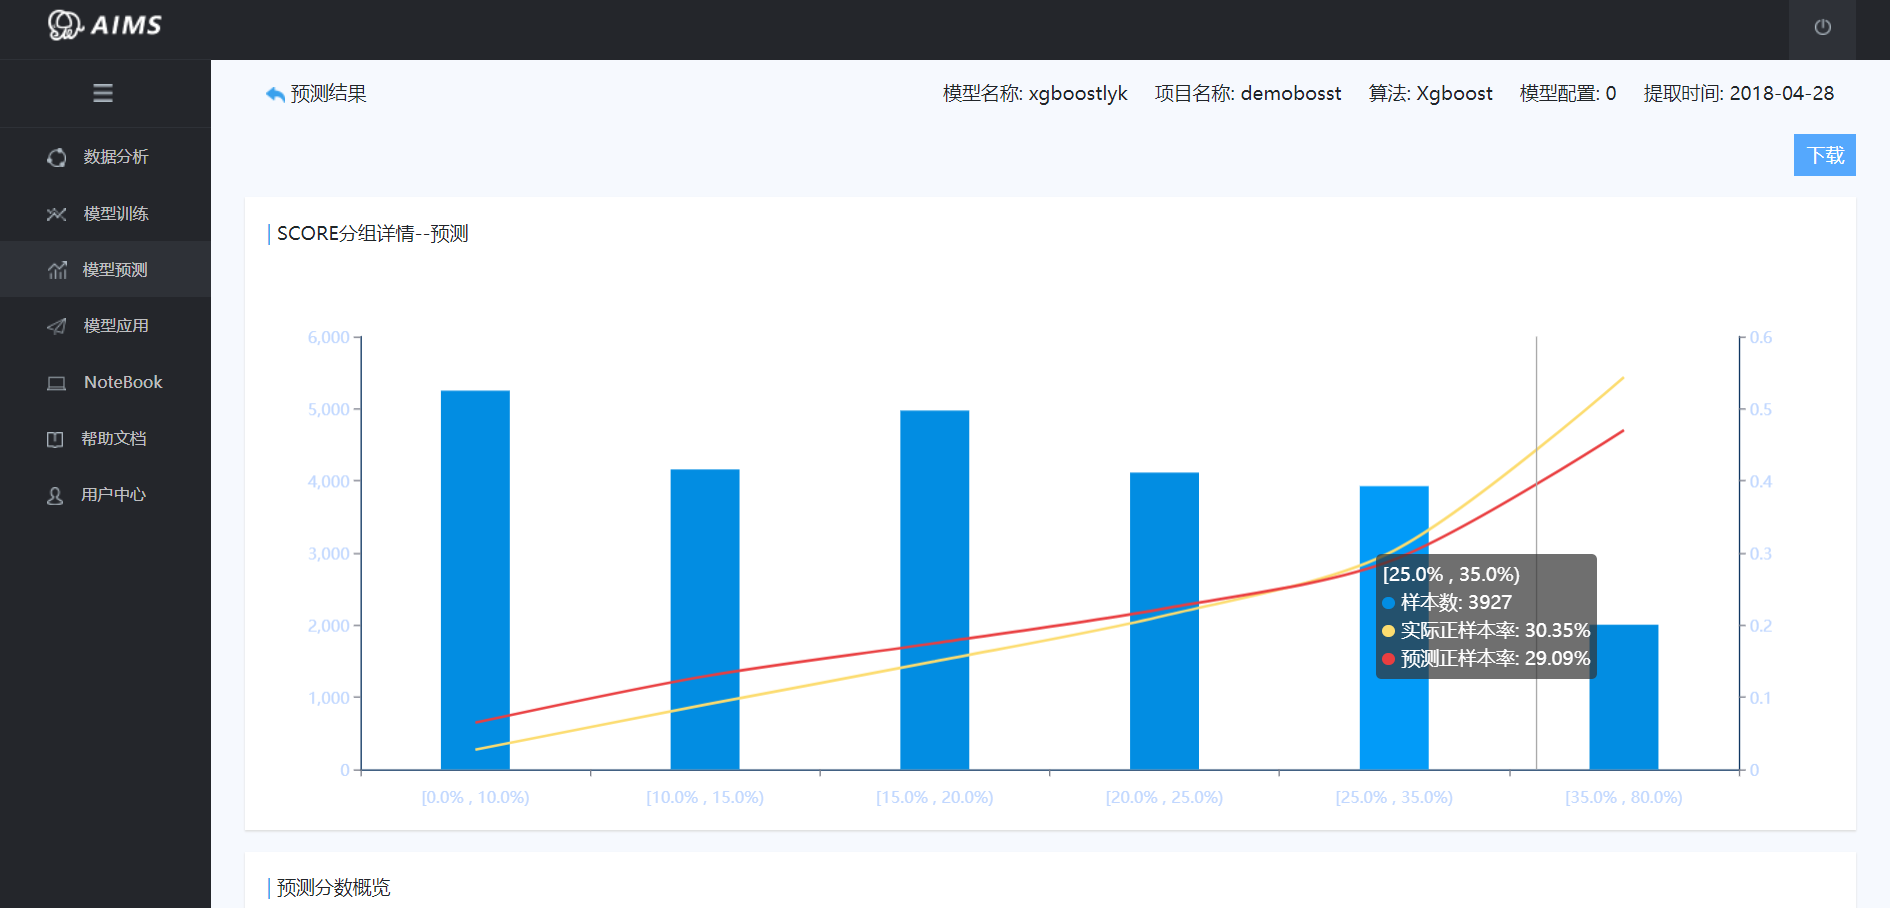 AIMS
预测结果
模型名称: xgboostlyk 项目名称: demobosst 算法: Xgboost 模型配置: 0 提取时间: 2018-04-28
下载
数据分析
模型训练
模型预测
模型应用
NoteBook
帮助文档
用户中心
SCORE分组详情--预测
6,000
5,000
4,000
3,000
2,000
1,000
0
0.6
0.5
0.4
0.3
0.2
0.1
0
[25.0% , 35.0%)
样本数: 3927
实际正样本率: 30.35%
预测正样本率: 29.09%
[0.0% , 10.0%) [10.0% , 15.0%) [15.0% , 20.0%) [20.0% , 25.0%) [25.0% , 35.0%) [35.0% , 80.0%)
预测分数概览